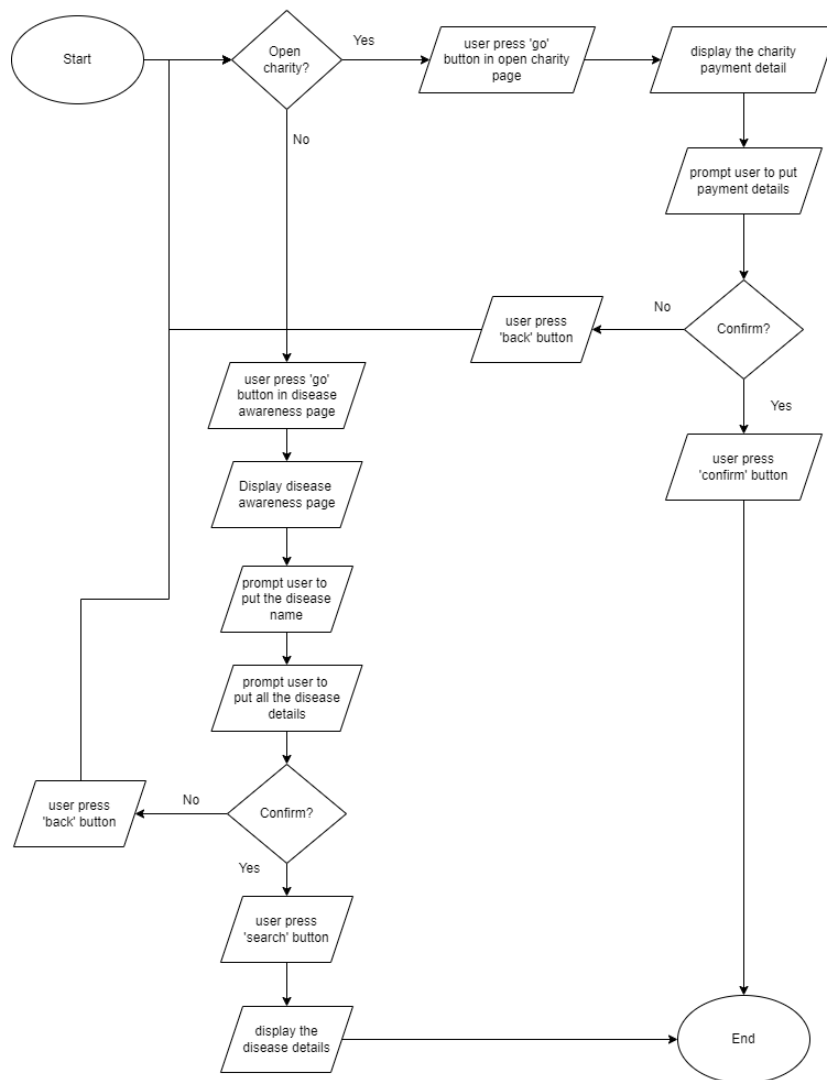 Start
Open
charity?
Yes
user press 'go'
button in open charity
page
display the charity
payment detail
No
prompt user to put
payment details
user press
'back' button
No
Confirm?
Yes
user press 'go'
button in disease
awareness page
user press
'confirm' button
Display disease
awareness page
prompt user to
put the disease
name
prompt user to
put all the disease
details
user press
'back' button
No
Confirm?
Yes
user press
'search' button
display the
disease details
End